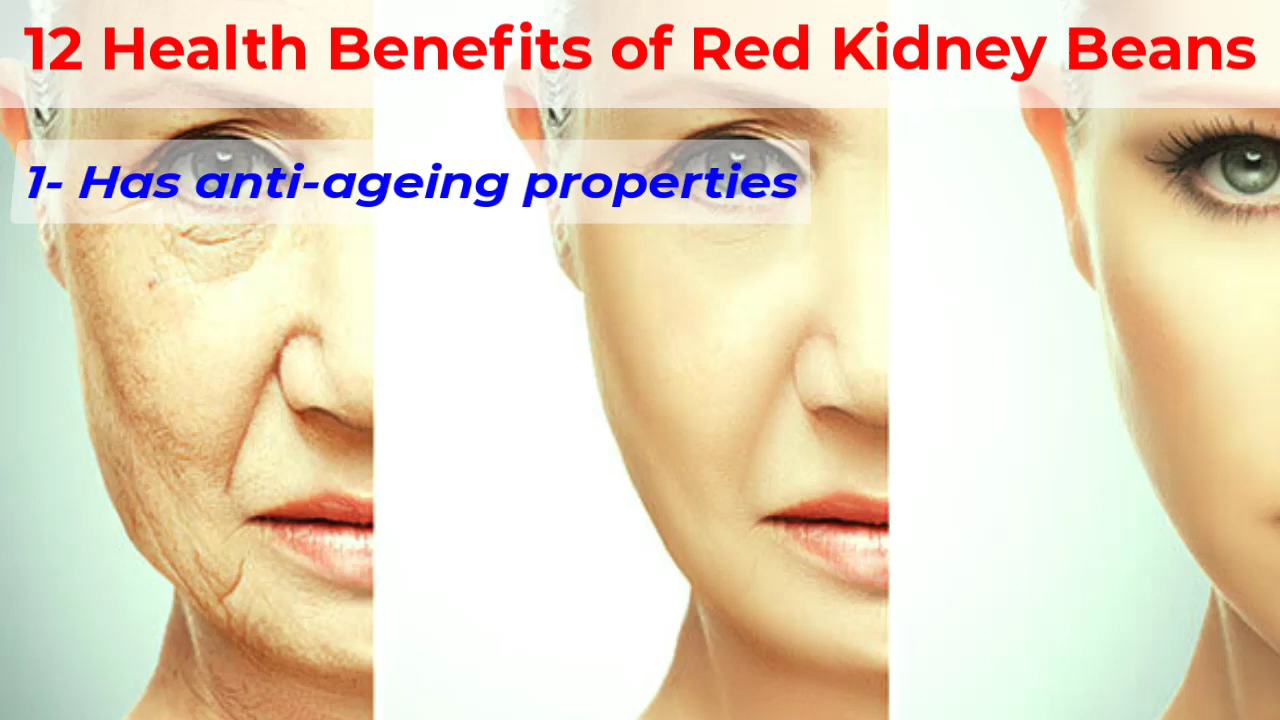 12 Health Benefits of Red Kidney Beans
1- Has anti-ageing properties